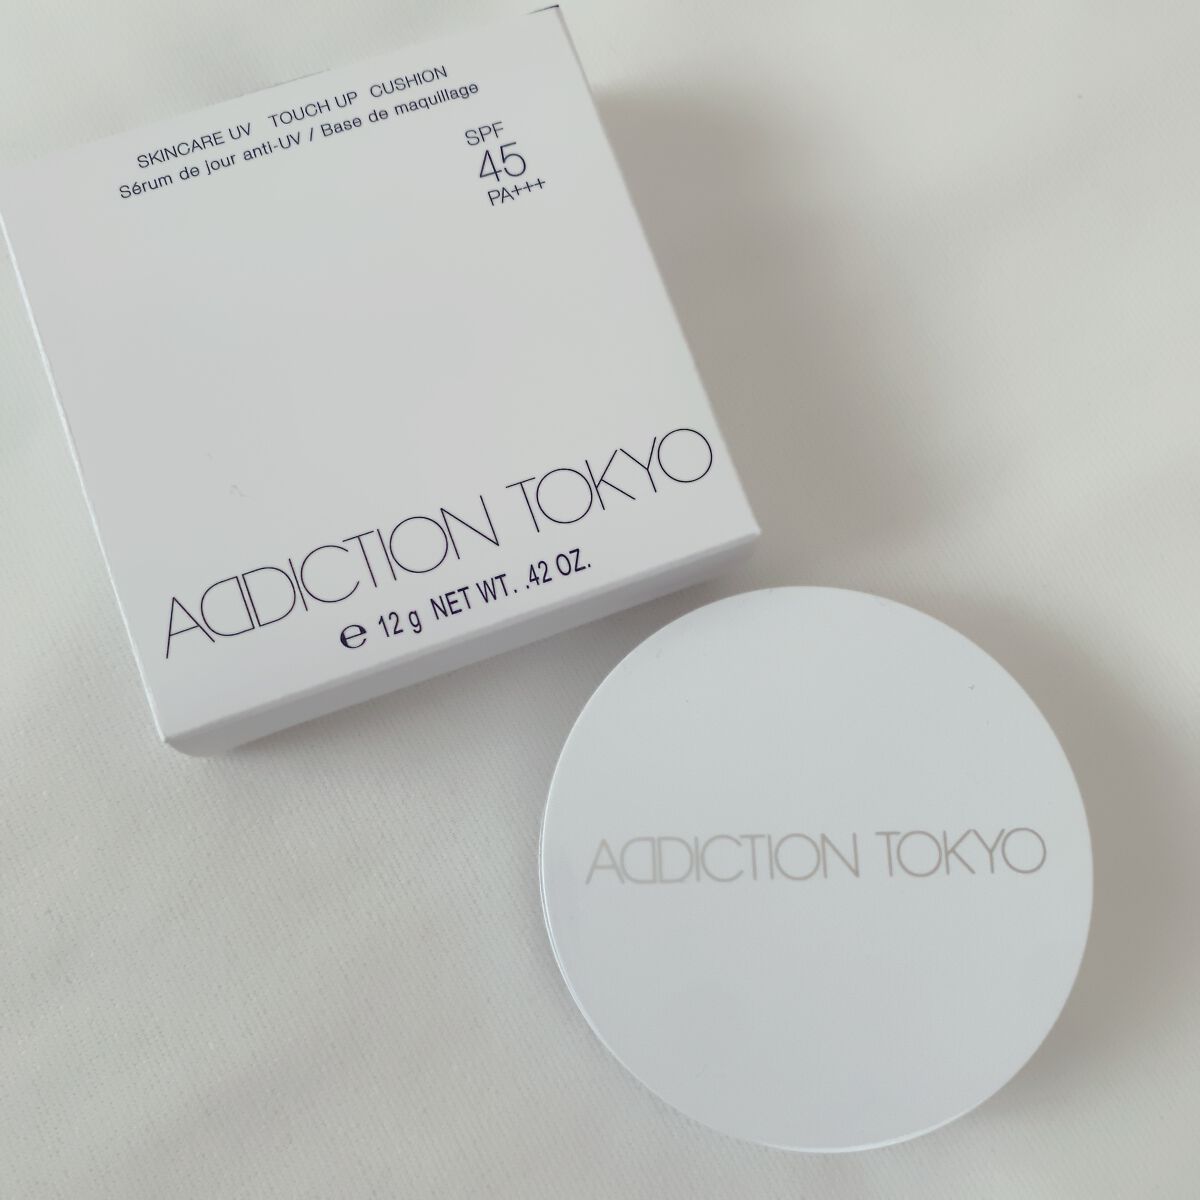 SKINCARE UV TOUCH UP CUSHION
Sérum de jour anti-UV / Base de maquillage
SPF
45
PA+++
ADDICTION TOKYO
℮ 12 g NET WT. .42 OZ.
ADDICTION TOKYO